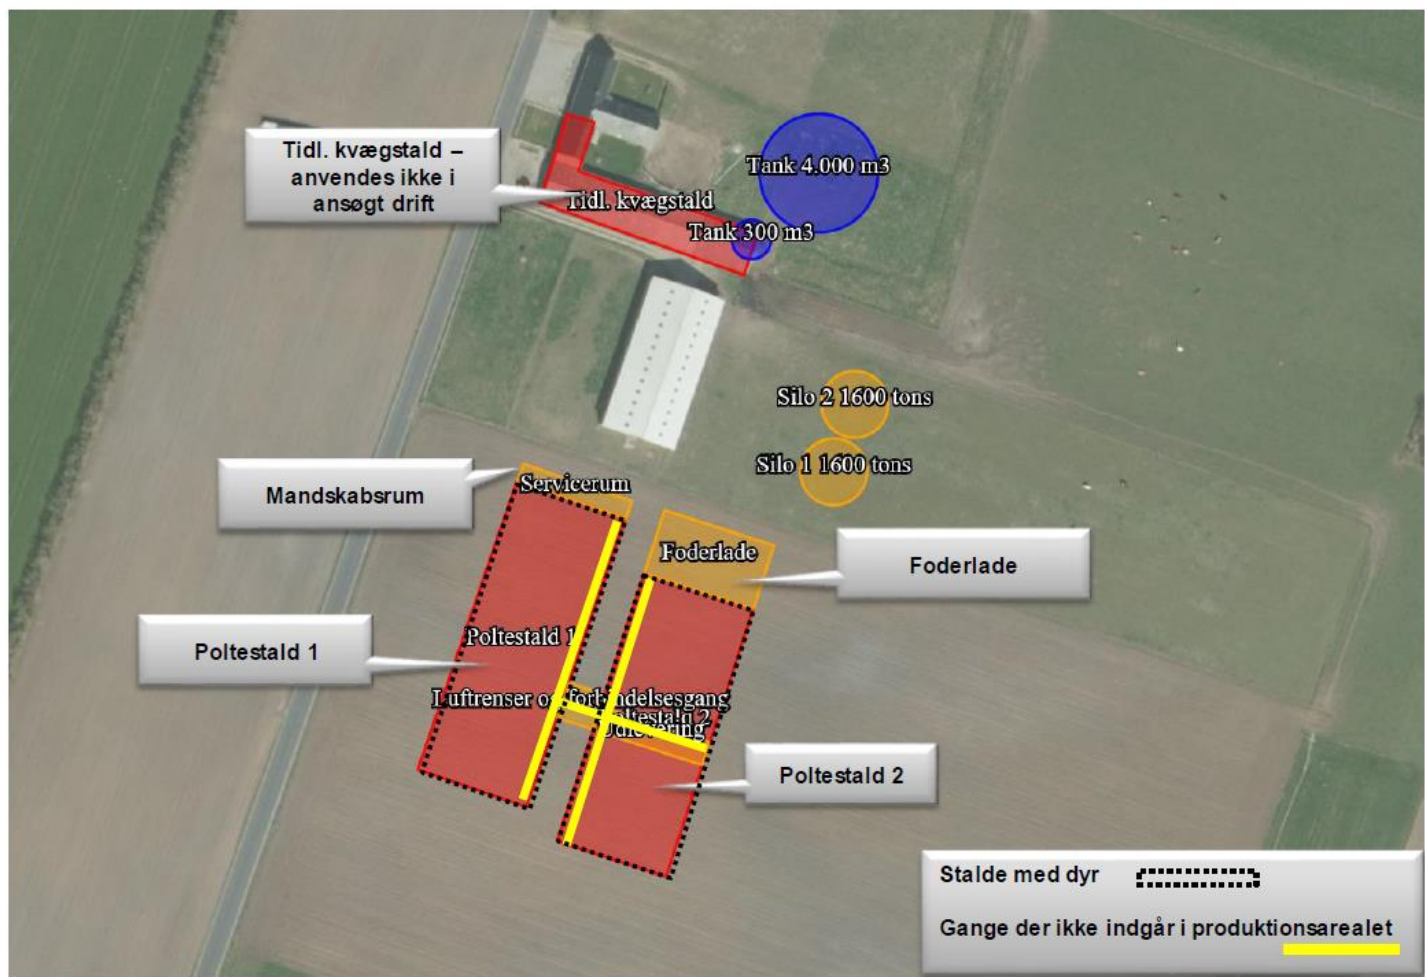 Tidl. kvægstald –
anvendes ikke i
ansøgt drift
Tank 4.000 m3
Tidl. kvægstald
Tank 300 m3
Silo 2 1600 tons
Silo 1 1600 tons
Servicerum
Mandskabsrum
Foderlade
Foderlade
Poltestald 1
Poltestald 1
Luftrenser og forbindelsesgang
Poltestald 2
Udlevering
Poltestald 2
Stalde med dyr
Gange der ikke indgår i produktionsarealet